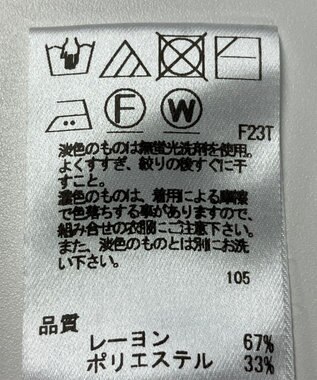 F W
F23T
淡色のものは無蛍光洗剤を使用。
よくすすぎ、絞りの後すぐに干
すこと。
濃色のものは、着用による摩擦
で色落ちする事がありますので、
組み合せの衣服にご注意下さい。
また、淡色のものとは別にお洗
い下さい。
105
品質
レーヨン 67%
ポリエステル 33%